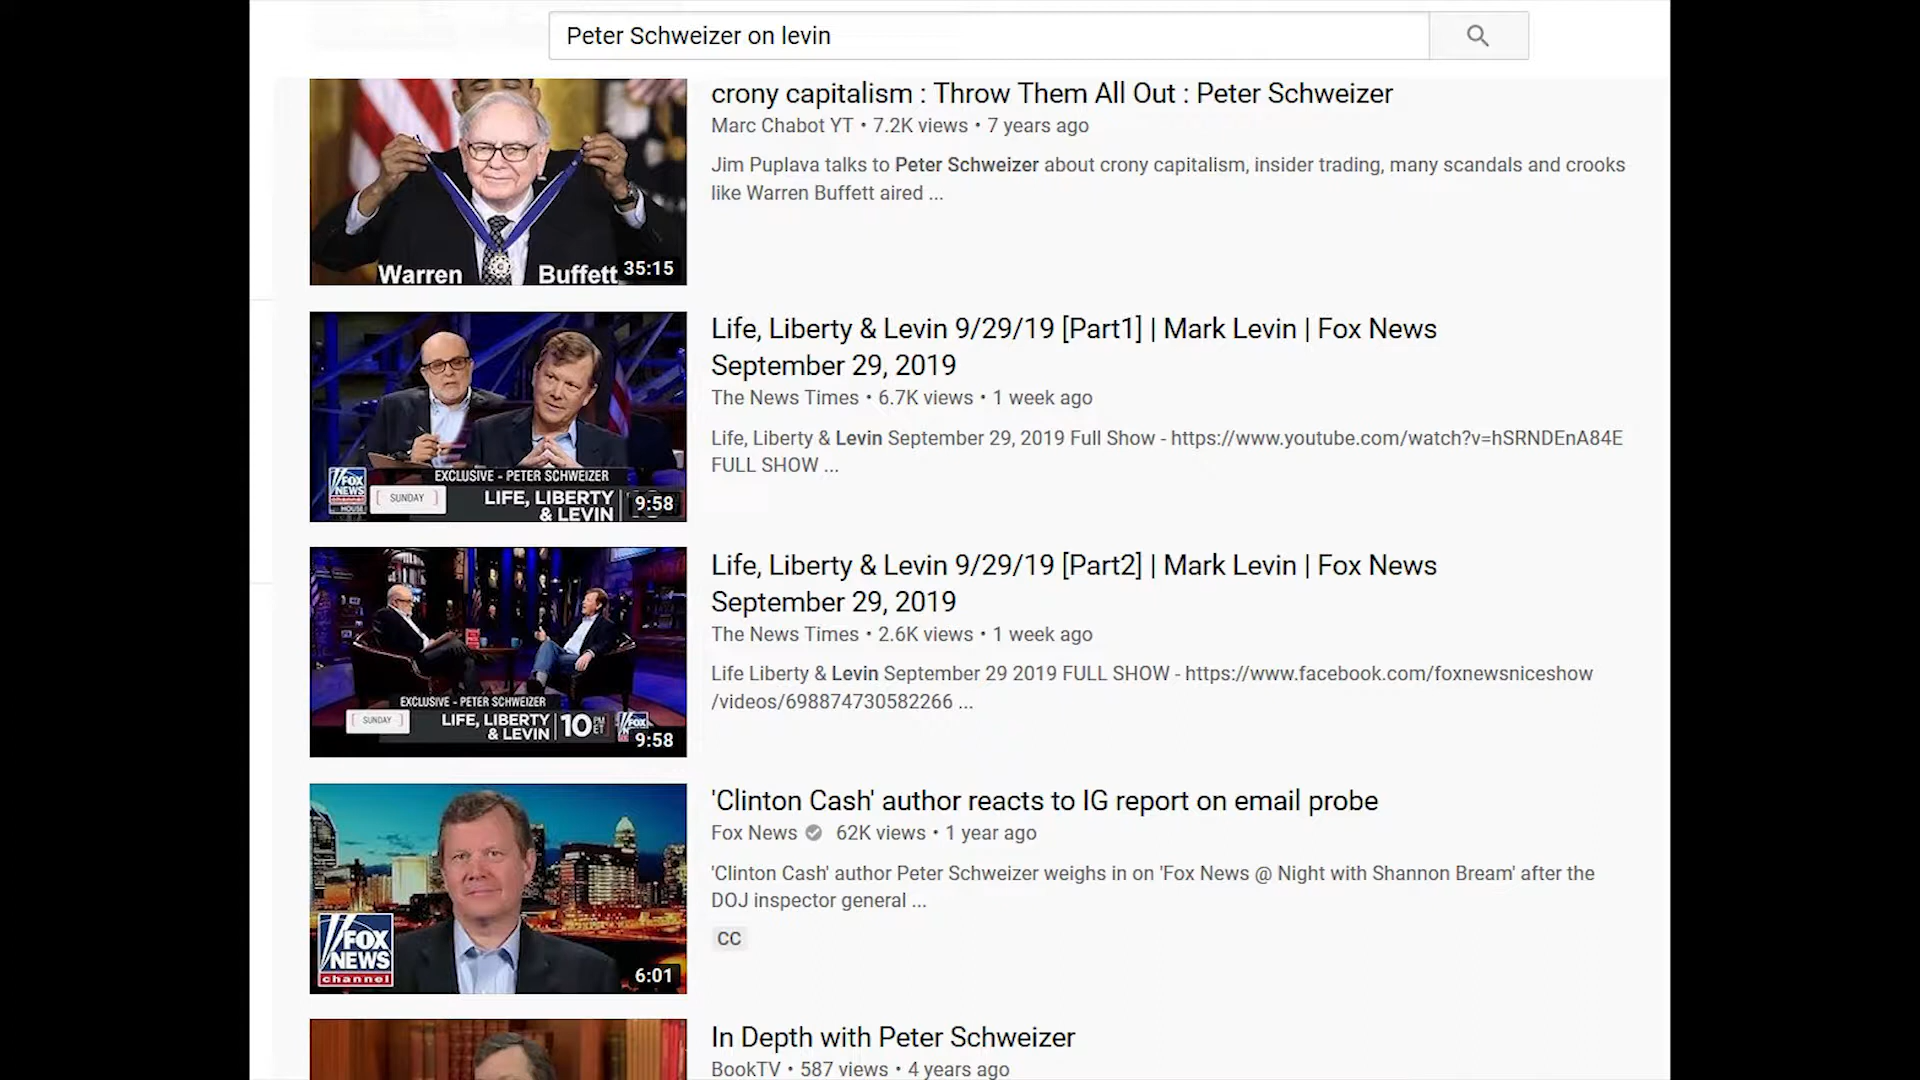 Peter Schweizer on levin
crony capitalism : Throw Them All Out : Peter Schweizer
Marc Chabot YT • 7.2K views • 7 years ago
Jim Puplava talks to Peter Schweizer about crony capitalism, insider trading, many scandals and crooks
like Warren Buffett aired ...
Warren Buffett
35:15
Life, Liberty & Levin 9/29/19 [Part1] | Mark Levin | Fox News
September 29, 2019
The News Times • 6.7K views • 1 week ago
Life, Liberty & Levin September 29, 2019 Full Show - https://www.youtube.com/watch?v=hSRNDEnA84E
FULL SHOW ...
EXCLUSIVE - PETER SCHWEIZER
FOX
NEWS
channel
HOUSE
SUNDAY
LIFE, LIBERTY
& LEVIN
9:58
Life, Liberty & Levin 9/29/19 [Part2] | Mark Levin | Fox News
September 29, 2019
The News Times • 2.6K views • 1 week ago
Life Liberty & Levin September 29 2019 FULL SHOW - https://www.facebook.com/foxnewsniceshow
/videos/698874730582266 ...
EXCLUSIVE - PETER SCHWEIZER
SUNDAY
LIFE, LIBERTY
& LEVIN
10 PM ET
FOX
9:58
'Clinton Cash' author reacts to IG report on email probe
Fox News 62K views • 1 year ago
'Clinton Cash' author Peter Schweizer weighs in on 'Fox News @ Night with Shannon Bream' after the
DOJ inspector general ...
CC
FOX
NEWS
channel
6:01
In Depth with Peter Schweizer
BookTV • 587 views • 4 years ago